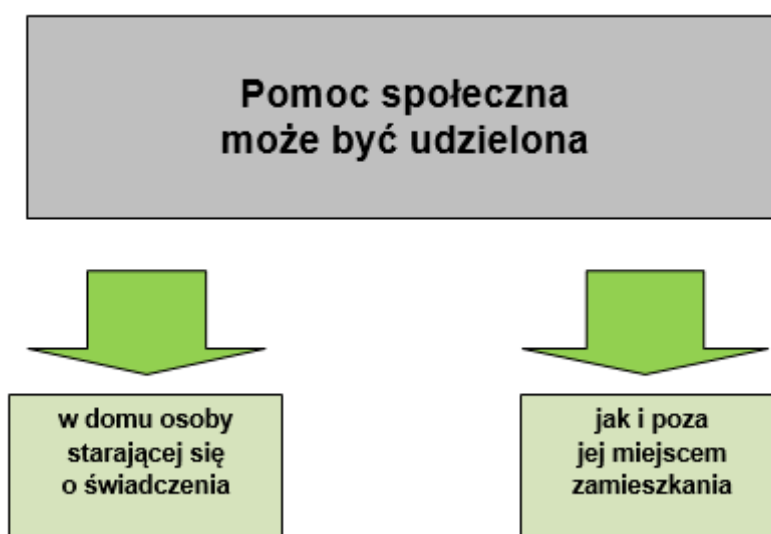 Pomoc społeczna
może być udzielona
w domu osoby
starającej się
o świadczenia
jak i poza
jej miejscem
zamieszkania